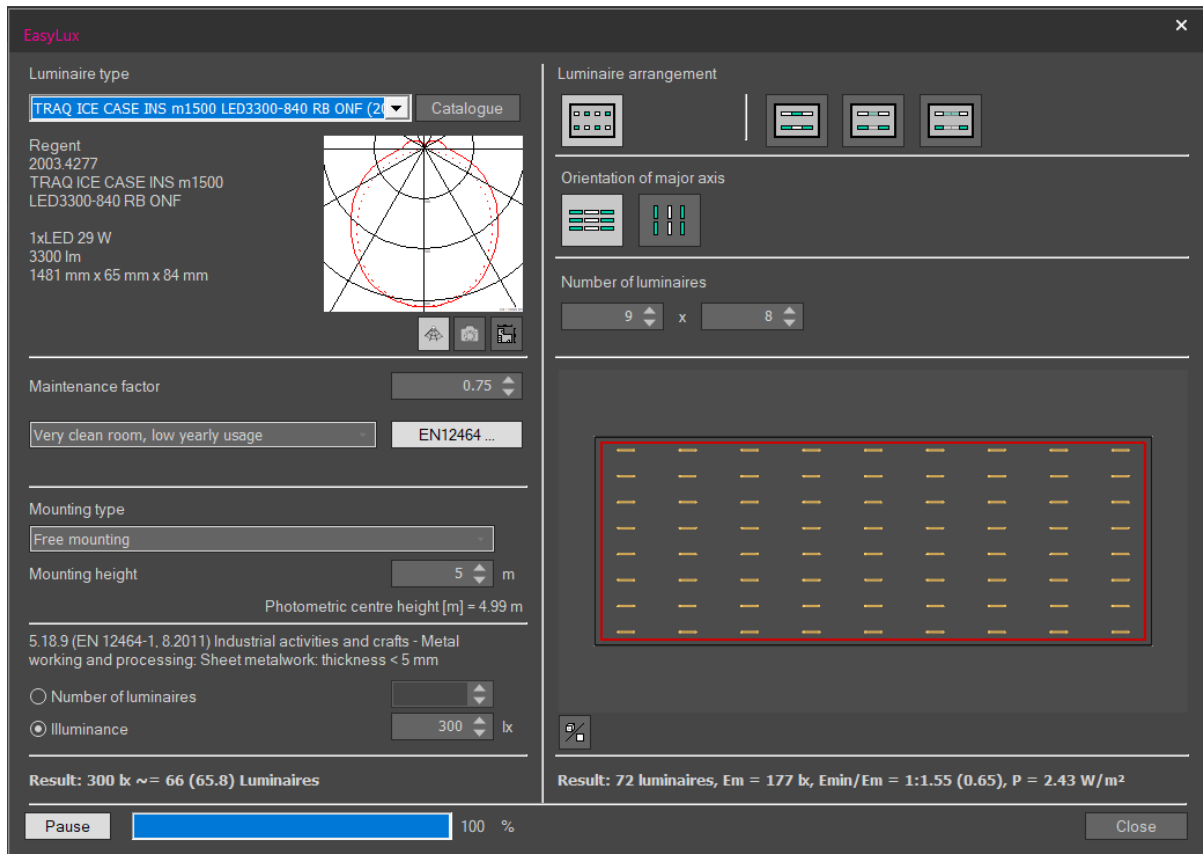 EasyLux
Luminaire type
TRAQ ICE CASE INS m1500 LED3300-840 RB ONF (20
Catalogue
Regent
2003.4277
TRAQ ICE CASE INS m1500
LED3300-840 RB ONF
1xLED 29 W
3300 lm
1481 mm x 65 mm x 84 mm
Maintenance factor
0.75
Very clean room, low yearly usage
EN12464 ...
Mounting type
Free mounting
Mounting height
5 m
Photometric centre height [m] = 4.99 m
5.18.9 (EN 12464-1, 8.2011) Industrial activities and crafts - Metal
working and processing: Sheet metalwork: thickness < 5 mm
Number of luminaires
Illuminance
300 lx
Result: 300 lx ~= 66 (65.8) Luminaires
Luminaire arrangement
Orientation of major axis
Number of luminaires
9 x 8
Result: 72 luminaires, Em = 177 lx, Emin/Em = 1:1.55 (0.65), P = 2.43 W/m²
Pause
100 %
Close